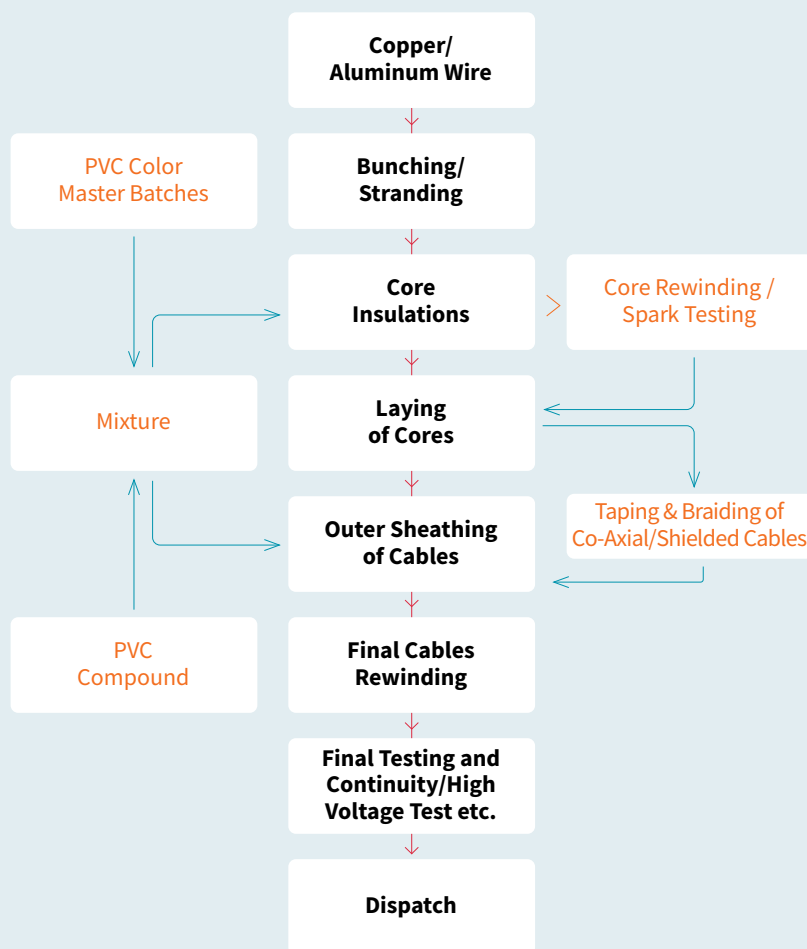 Copper/
Aluminum Wire
PVC Color
Master Batches
Bunching/
Stranding
Core
Insulations
Core Rewinding /
Spark Testing
Mixture
Laying
of Cores
Outer Sheathing
of Cables
Taping & Braiding of
Co-Axial/Shielded Cables
PVC
Compound
Final Cables
Rewinding
Final Testing and
Continuity/High
Voltage Test etc.
Dispatch